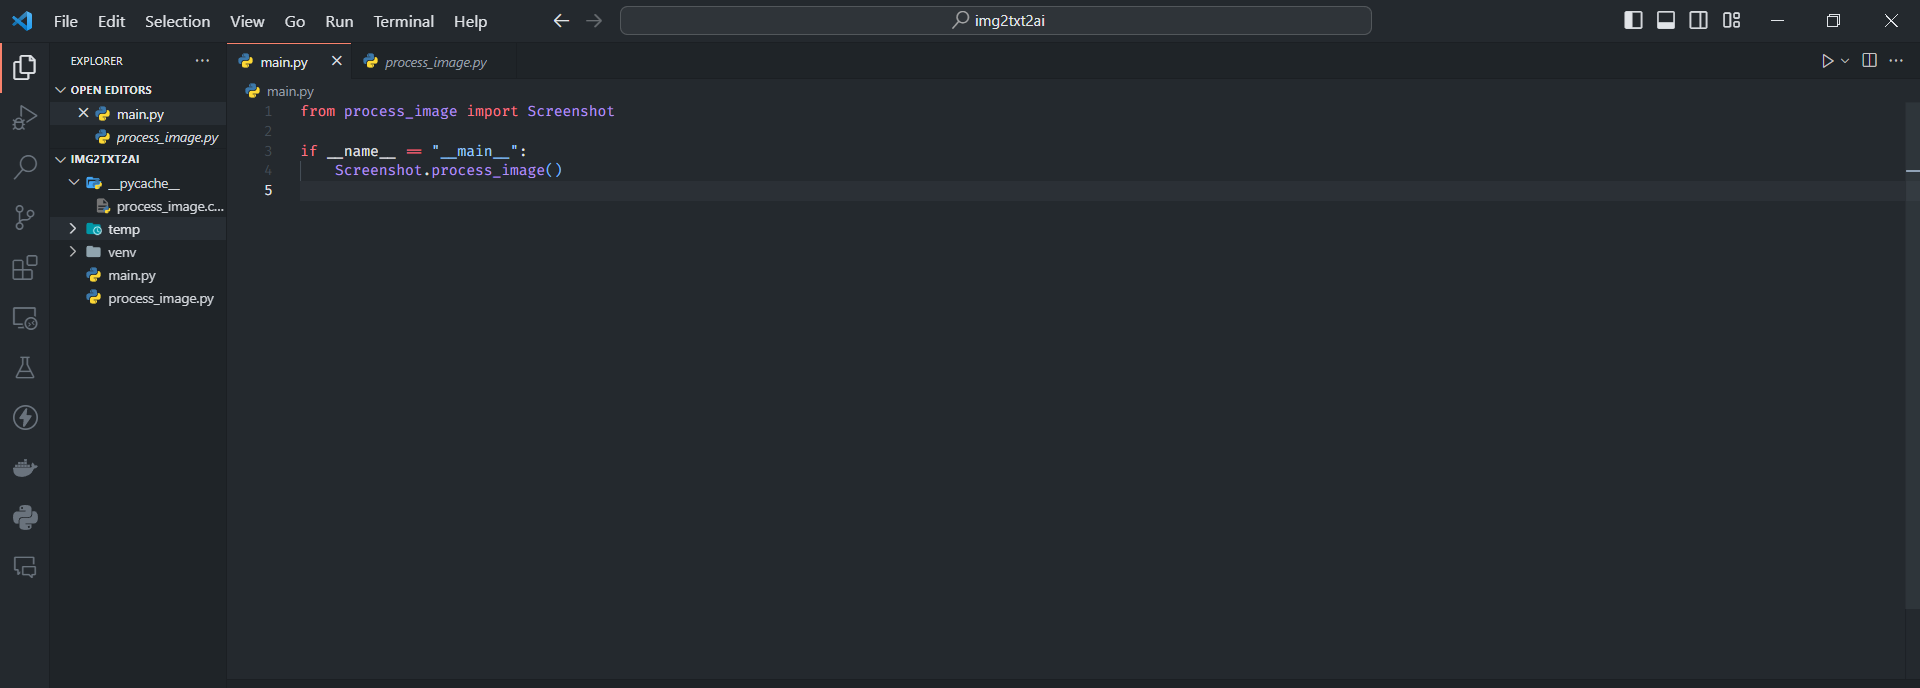 File Edit Selection View Go Run Terminal Help
img2txt2ai
EXPLORER
OPEN EDITORS
main.py
process_image.py
IMG2TXT2AI
__pycache__
process_image.c...
temp
venv
main.py
process_image.py
main.py
process_image.py
main.py
1 from process_image import Screenshot
2
3 if __name__ == "__main__":
4     Screenshot.process_image()
5